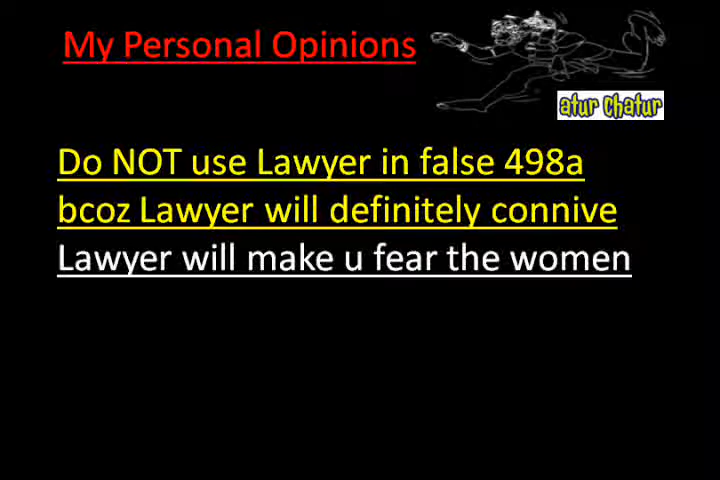 My Personal Opinions
atur chatur
Do NOT use Lawyer in false 498a
bcoz Lawyer will definitely connive
Lawyer will make u fear the women